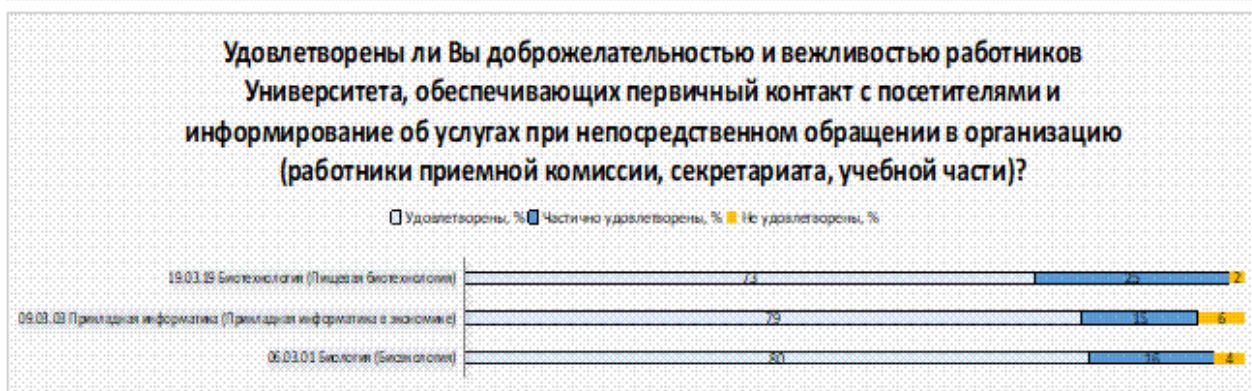 Удовлетворены ли Вы доброжелательностью и вежливостью работников
Университета, обеспечивающих первичный контакт с посетителями и
информирование об услугах при непосредственном обращении в организацию
(работники приемной комиссии, секретариата, учебной части)?
Удовлетворены, % Частично удовлетворены, % Не удовлетворены, %
19.03.19 Биотехнология (Пищевая биотехнология) 73 25 2
09.03.03 Прикладная информатика (Прикладная информатика в экономике) 79 15 6
06.03.01 Биология (Биоэкология) 80 16 4